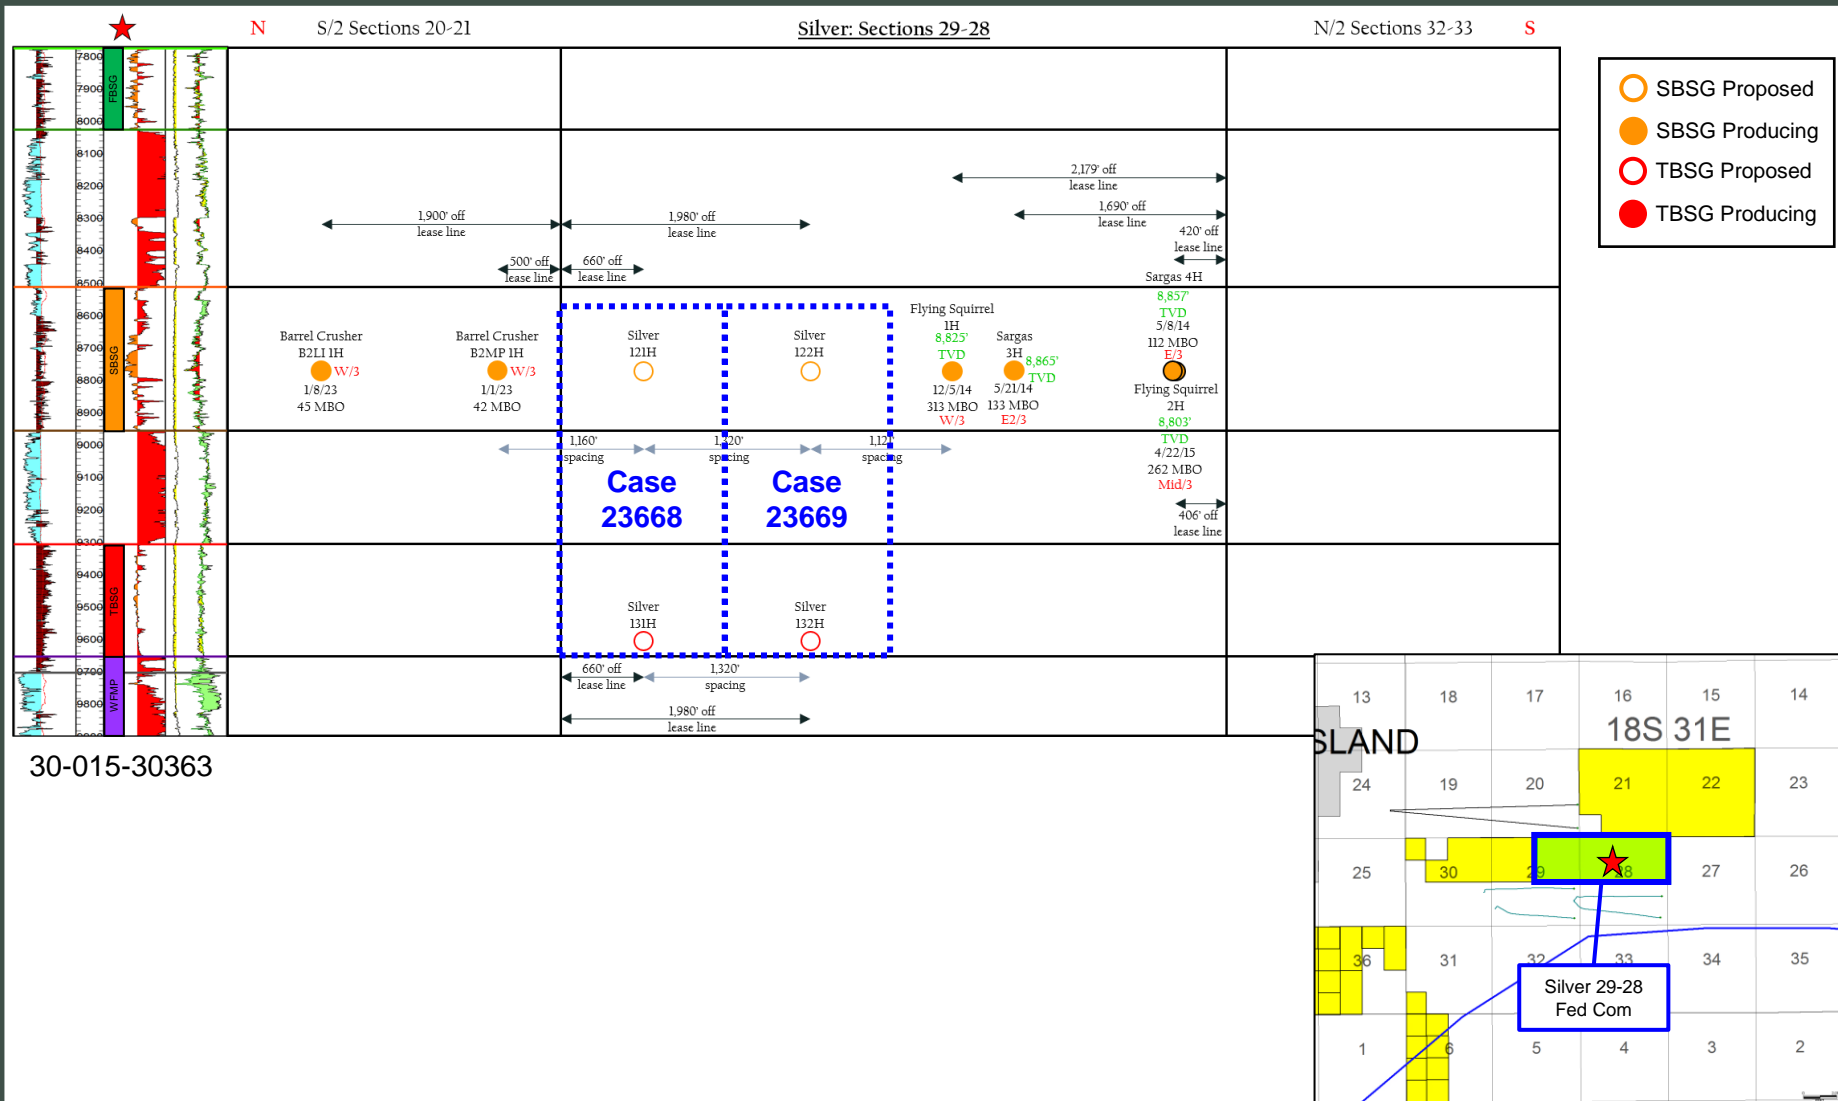 N
S/2 Sections 20-21
Silver: Sections 29-28
N/2 Sections 32-33
S
SBSG Proposed
SBSG Producing
TBSG Proposed
TBSG Producing
7800
7900
8000
8100
8200
8300
8400
8500
8600
8700
8800
8900
9000
9100
9200
9300
9400
9500
9600
9700
9800
FBSG
SBSG
TBSG
WFMP
2,179' off
lease line
1,900' off
lease line
1,980' off
lease line
1,690' off
lease line
420' off
lease line
500' off
lease line
660' off
lease line
Sargas 4H
8,857'
TVD
5/8/14
112 MBO
E/3
Barrel Crusher
B2LI 1H
W/3
1/8/23
45 MBO
Barrel Crusher
B2MP 1H
W/3
1/1/23
42 MBO
Silver
121H
Silver
122H
Flying Squirrel
1H
8,825'
TVD
12/5/14
313 MBO
W/3
Sargas
3H
8,865'
TVD
5/21/14
133 MBO
E2/3
Flying Squirrel
2H
8,803'
TVD
4/22/15
262 MBO
Mid/3
406' off
lease line
1,160'
spacing
1,320'
spacing
1,121'
spacing
Case
23668
Case
23669
Silver
131H
Silver
132H
660' off
lease line
1,320'
spacing
1,980' off
lease line
30-015-30363
13
18
17
16
15
14
SLAND
18S 31E
24
19
20
21
22
23
25
30
29
28
27
26
36
31
32
33
34
35
Silver 29-28
Fed Com
1
6
5
4
3
2